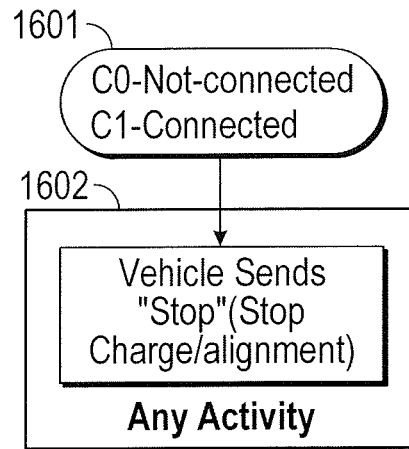 1601
C0-Not-connected
C1-Connected
1602
Vehicle Sends
"Stop"(Stop
Charge/alignment)
Any Activity